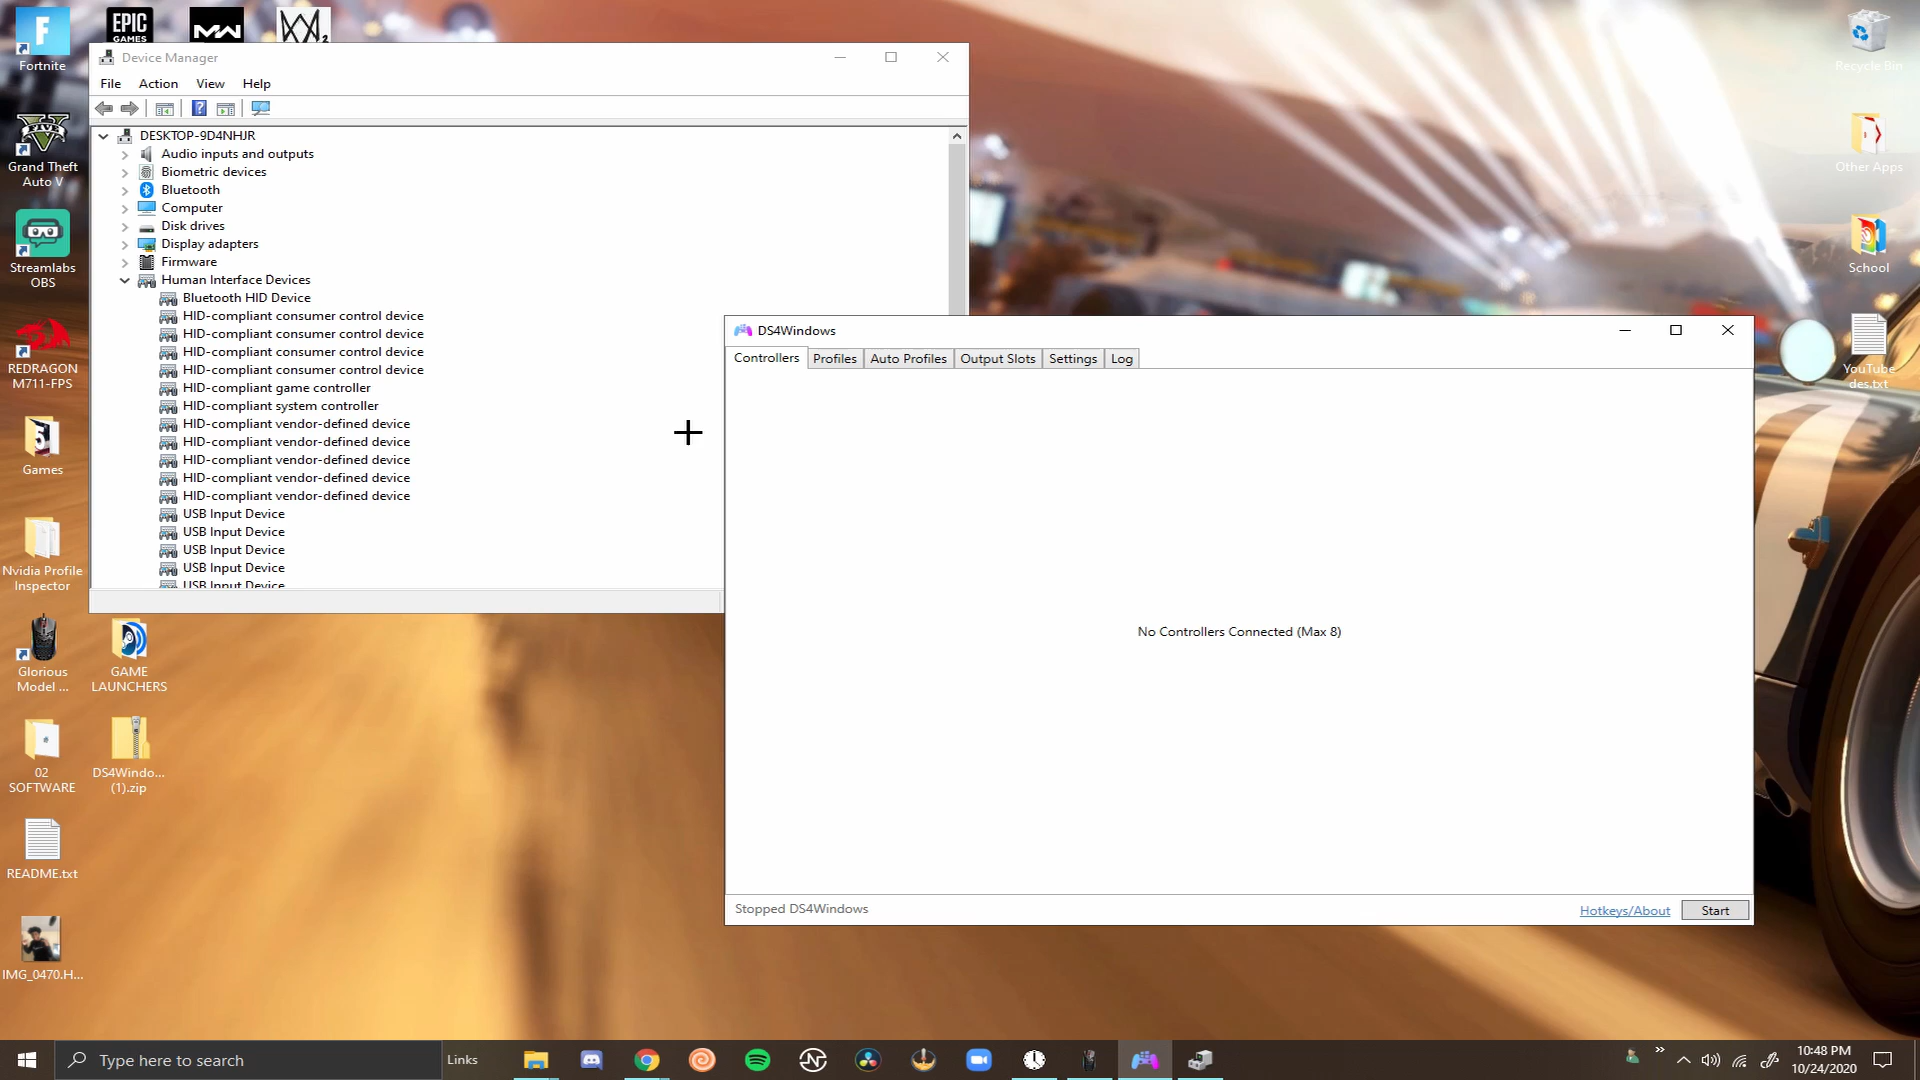 Fortnite
EPIC
GAMES
Grand Theft
Auto V
Streamlabs
OBS
REDRAGON
M711-FPS
Games
Nvidia Profile
Inspector
Glorious
Model ...
GAME
LAUNCHERS
02
SOFTWARE
DS4Windo...
(1).zip
README.txt
IMG_0470.H...
Device Manager
File Action View Help
DESKTOP-9D4NHJR
Audio inputs and outputs
Biometric devices
Bluetooth
Computer
Disk drives
Display adapters
Firmware
Human Interface Devices
Bluetooth HID Device
HID-compliant consumer control device
HID-compliant consumer control device
HID-compliant consumer control device
HID-compliant consumer control device
HID-compliant game controller
HID-compliant system controller
HID-compliant vendor-defined device
HID-compliant vendor-defined device
HID-compliant vendor-defined device
HID-compliant vendor-defined device
HID-compliant vendor-defined device
USB Input Device
USB Input Device
USB Input Device
USB Input Device
USB Input Device
DS4Windows
Controllers Profiles Auto Profiles Output Slots Settings Log
No Controllers Connected (Max 8)
Stopped DS4Windows
Hotkeys/About Start
Recycle Bin
Other Apps
School
YouTube
des.txt
Type here to search
Links
10:48 PM
10/24/2020